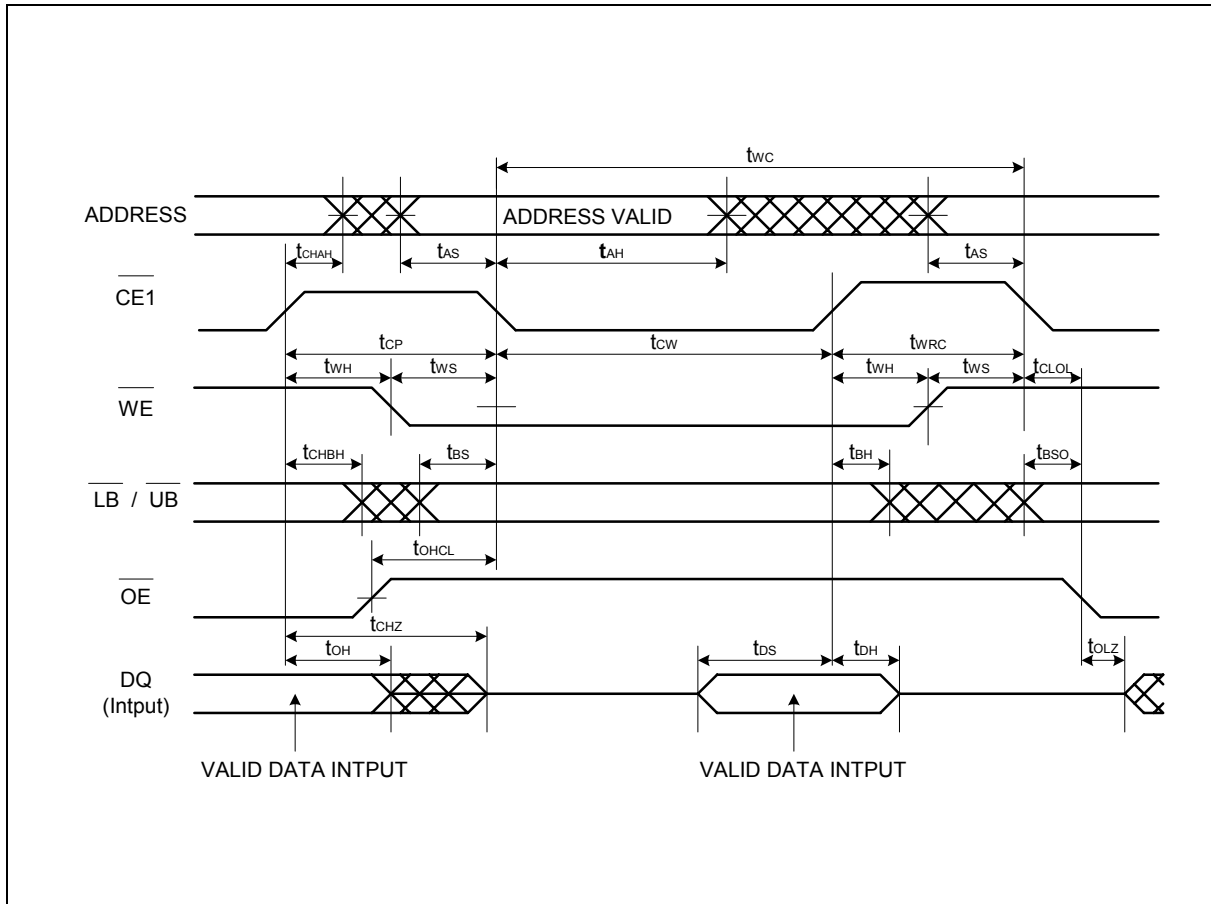 tWC
ADDRESS
ADDRESS VALID
tCHAH
tAS
tAH
tAS
CE1
tCP
tCW
tWRC
tWH
tWS
tWH
tWS
tCLOL
WE
tCHBH
tBS
tBH
tBSO
LB / UB
tOHCL
OE
tCHZ
tOH
tDS
tDH
tOLZ
DQ
(Intput)
VALID DATA INTPUT
VALID DATA INTPUT